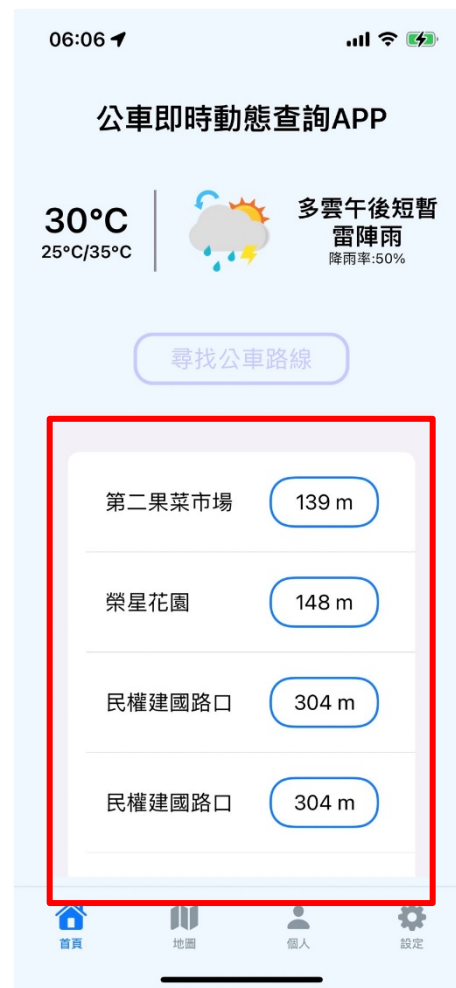 06:06
公車即時動態查詢APP
30°C
25°C/35°C
多雲午後短暫
雷陣雨
降雨率:50%
尋找公車路線
第二果菜市場 139 m
榮星花園 148 m
民權建國路口 304 m
民權建國路口 304 m
首頁 地圖 個人 設定